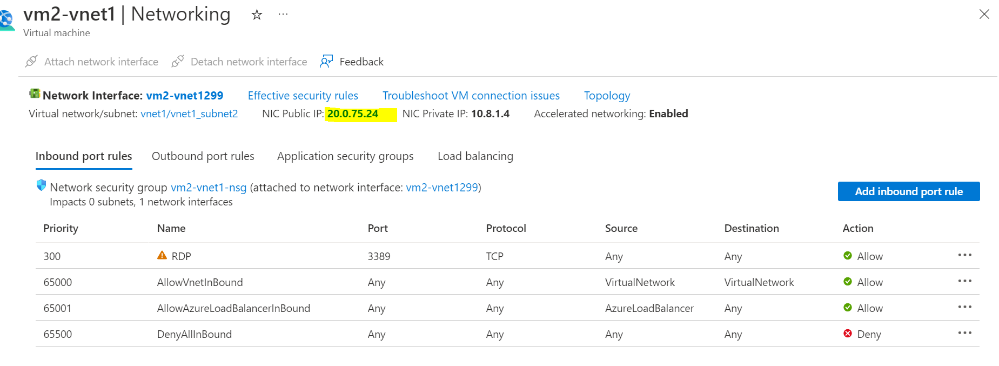 vm2-vnet1 | Networking
Virtual machine
Attach network interface Detach network interface Feedback
Network Interface: vm2-vnet1299 Effective security rules Troubleshoot VM connection issues Topology
Virtual network/subnet: vnet1/vnet1_subnet2 NIC Public IP: 20.0.75.24 NIC Private IP: 10.8.1.4 Accelerated networking: Enabled
Inbound port rules Outbound port rules Application security groups Load balancing
Network security group vm2-vnet1-nsg (attached to network interface: vm2-vnet1299)
Impacts 0 subnets, 1 network interfaces
Add inbound port rule
Priority Name Port Protocol Source Destination Action
300 RDP 3389 TCP Any Any Allow
65000 AllowVnetInBound Any Any VirtualNetwork VirtualNetwork Allow
65001 AllowAzureLoadBalancerInBound Any Any AzureLoadBalancer Any Allow
65500 DenyAllInBound Any Any Any Any Deny